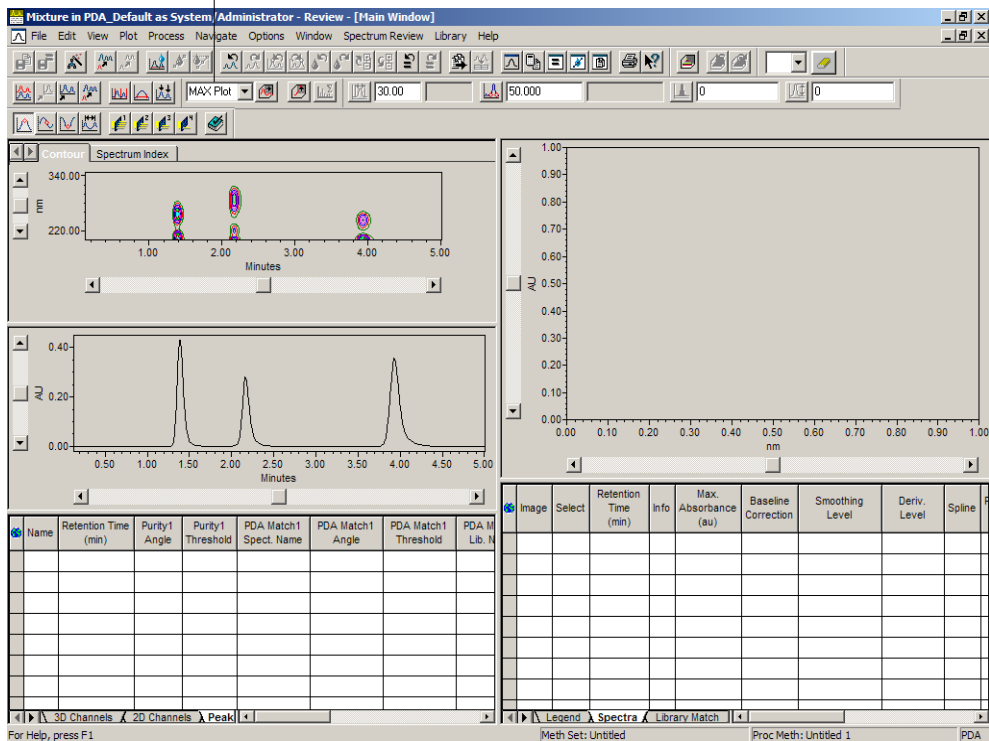 Mixture in PDA_Default as System/Administrator - Review - [Main Window]
File Edit View Plot Process Navigate Options Window Spectrum Review Library Help
MAX Plot 30.00 50.000 0 0
Contour Spectrum Index
340.00
nm
220.00
1.00 2.00 3.00 4.00 5.00
Minutes
0.40
AU
0.20
0.00
0.50 1.00 1.50 2.00 2.50 3.00 3.50 4.00 4.50 5.00
Minutes
Name Retention Time (min) Purity1 Angle Purity1 Threshold PDA Match1 Spect. Name PDA Match1 Angle PDA Match1 Threshold PDA M Lib. N
3D Channels 2D Channels Peak
1.00
0.90
0.80
0.70
0.60
AU
0.50
0.40
0.30
0.20
0.10
0.00
0.00 0.10 0.20 0.30 0.40 0.50 0.60 0.70 0.80 0.90 1.00
nm
Image Select Retention Time (min) Info Max. Absorbance (au) Baseline Correction Smoothing Level Deriv. Level Spline
Legend Spectra Library Match
For Help, press F1 Meth Set: Untitled Proc Meth: Untitled 1 PDA